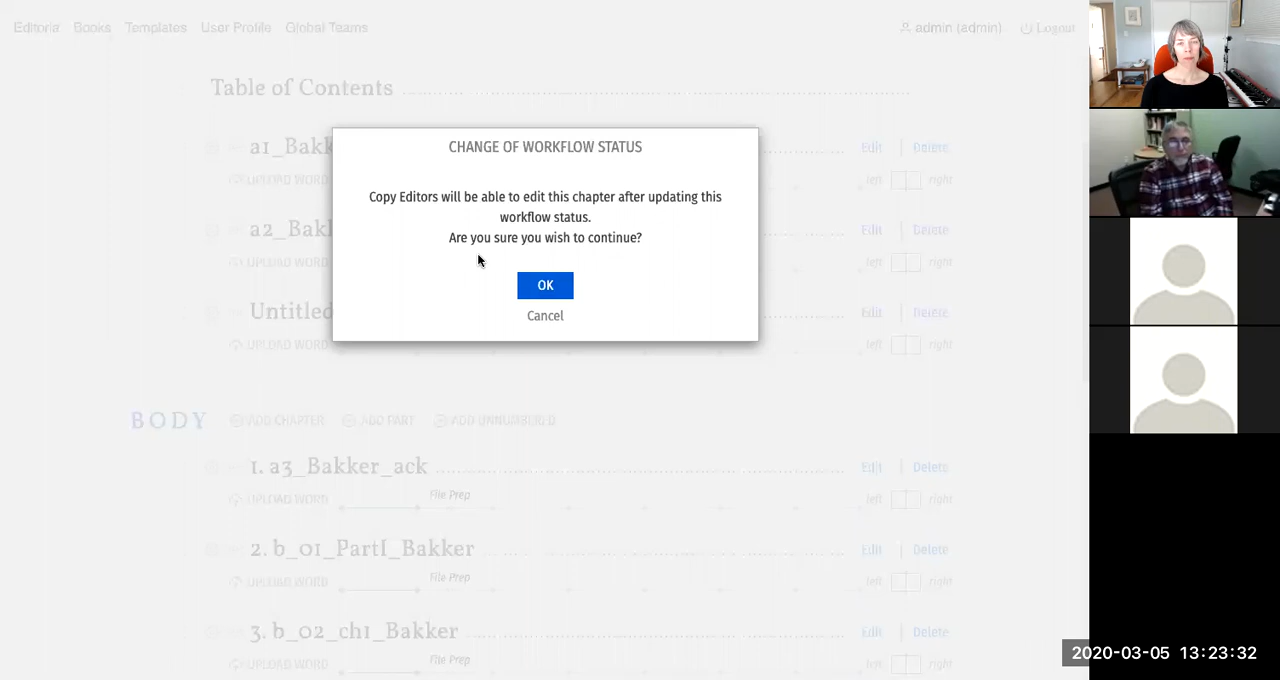 Editoria Books Templates User Profile Global Teams admin (admin) Logout
Table of Contents
a1_Bakk Edit Delete
UPLOAD WORD left right
a2_Bakk Edit Delete
UPLOAD WORD left right
Untitled Edit Delete
UPLOAD WORD left right
CHANGE OF WORKFLOW STATUS
Copy Editors will be able to edit this chapter after updating this
workflow status.
Are you sure you wish to continue?
OK
Cancel
BODY ADD CHAPTER ADD PART ADD UNNUMBERED
1. a3_Bakker_ack Edit Delete
UPLOAD WORD File Prep left right
2. b_01_PartI_Bakker Edit Delete
UPLOAD WORD File Prep left right
3. b_02_ch1_Bakker Edit Delete
UPLOAD WORD File Prep left right
2020-03-05 13:23:32